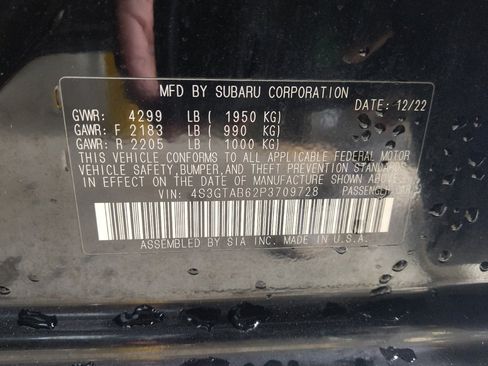 MFD BY SUBARU CORPORATION
DATE: 12/22
GVWR: 4299 LB ( 1950 KG)
GAWR: F 2183 LB ( 990 KG)
GAWR: R 2205 LB ( 1000 KG)
THIS VEHICLE CONFORMS TO ALL APPLICABLE FEDERAL MOTOR
VEHICLE SAFETY, BUMPER, AND THEFT PREVENTION STANDARDS
IN EFFECT ON THE DATE OF MANUFACTURE SHOWN ABOVE.
VIN: 4S3GTAB62P3709728 PASSENGER CAR
ASSEMBLED BY SIA INC. MADE IN U.S.A.